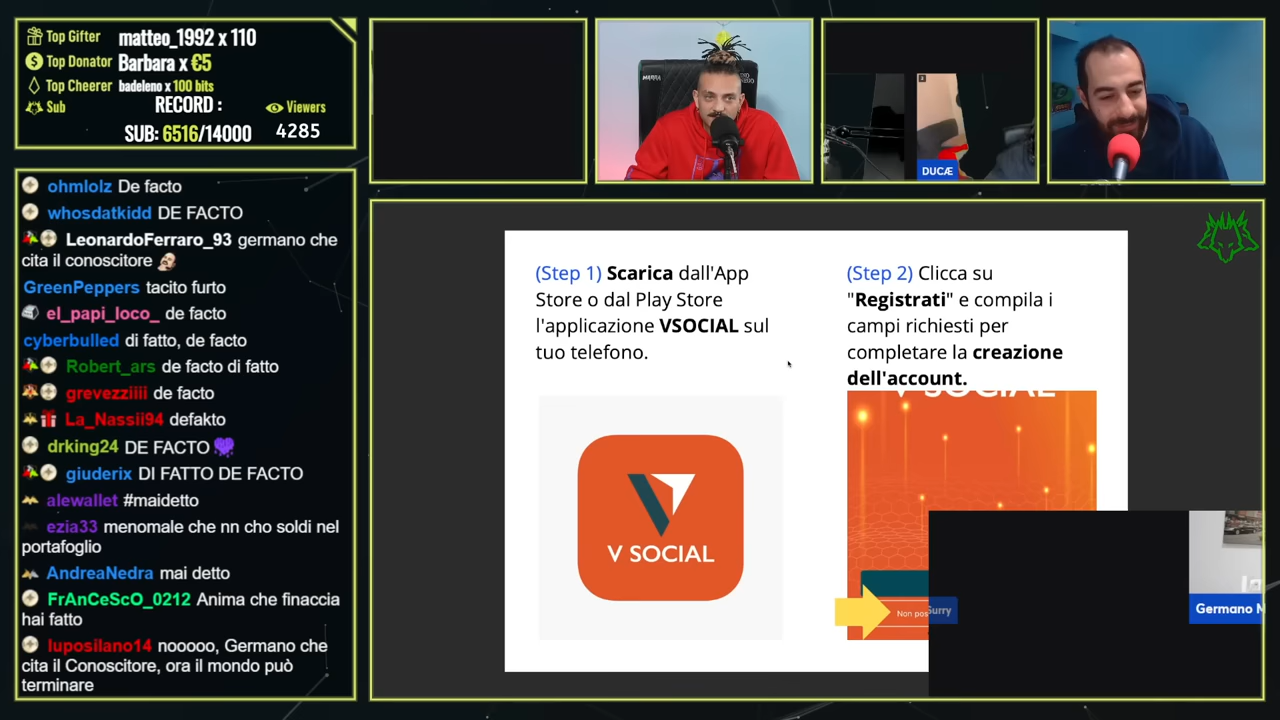 Top Gifter matteo_1992 x 110
Top Donator Barbara x €5
Top Cheerer badeleno x 100 bits
Sub RECORD : Viewers
SUB: 6516/14000 4285
ohmlolz De facto
whosdatkidd DE FACTO
LeonardoFerraro_93 germano che
cita il conoscitore
GreenPeppers tacito furto
el_papi_loco_ de facto
cyberbulled di fatto, de facto
Robert_ars de facto di fatto
grevezziiii de facto
La_Nassii94 defakto
drking24 DE FACTO
giuderix DI FATTO DE FACTO
alewallet #maidetto
ezia33 menomale che nn cho soldi nel
portafoglio
AndreaNedra mai detto
FrAnCeScO_0212 Anima che finaccia
hai fatto
luposilano14 nooooo, Germano che
cita il Conoscitore, ora il mondo può
terminare
MARRA
DUCÆ
(Step 1) Scarica dall'App
Store o dal Play Store
l'applicazione VSOCIAL sul
tuo telefono.
V SOCIAL
(Step 2) Clicca su
"Registrati" e compila i
campi richiesti per
completare la creazione
dell'account.
V SOCIAL
Non pos
Surry
Germano M